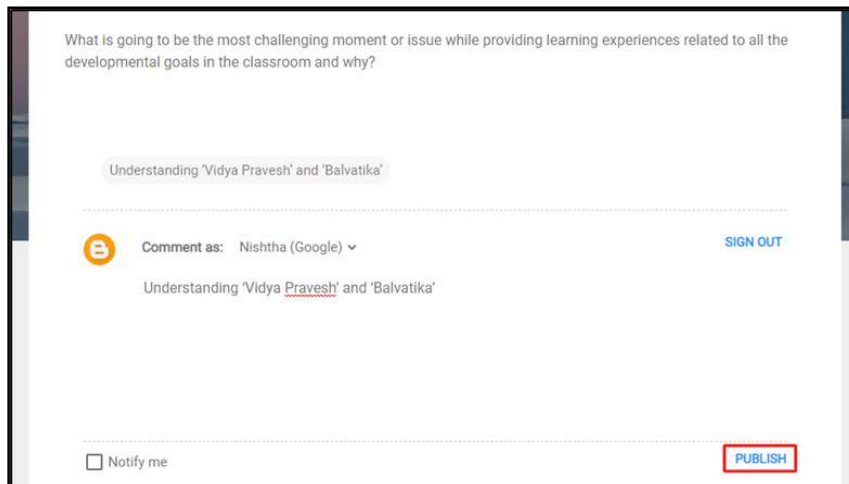 What is going to be the most challenging moment or issue while providing learning experiences related to all the
developmental goals in the classroom and why?
Understanding ‘Vidya Pravesh’ and ‘Balvatika’
Comment as: Nishtha (Google)
SIGN OUT
Understanding ‘Vidya Pravesh’ and ‘Balvatika’
Notify me
PUBLISH